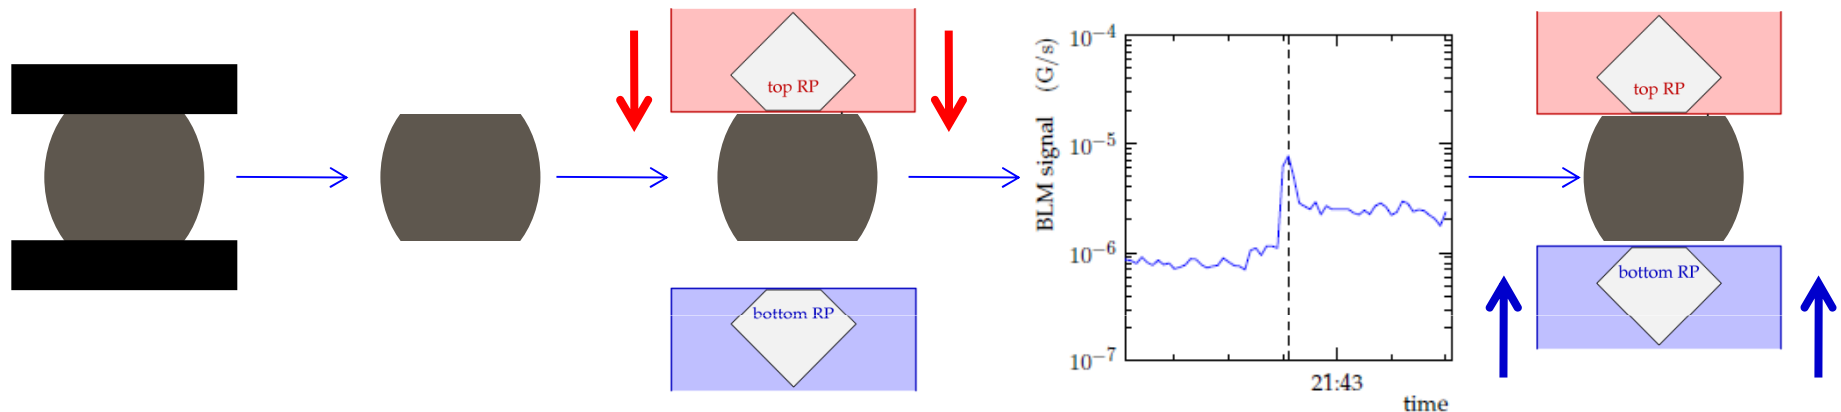 top RP
bottom RP
BLM signal (G/s)
10⁻⁴
10⁻⁵
10⁻⁶
10⁻⁷
21:43
time
top RP
bottom RP